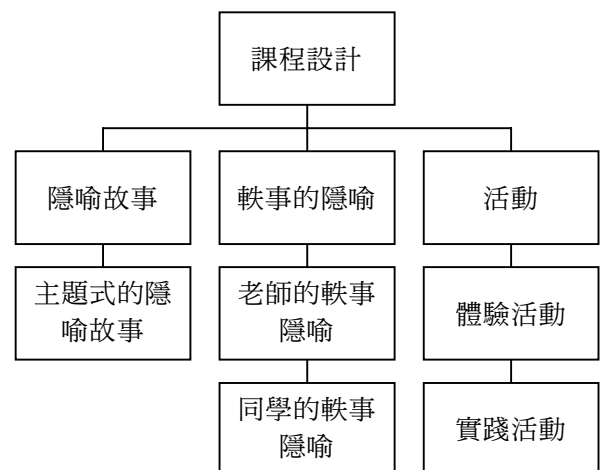 課程設計
隱喻故事
軼事的隱喻
活動
主題式的隱
喻故事
老師的軼事
隱喻
體驗活動
同學的軼事
隱喻
實踐活動